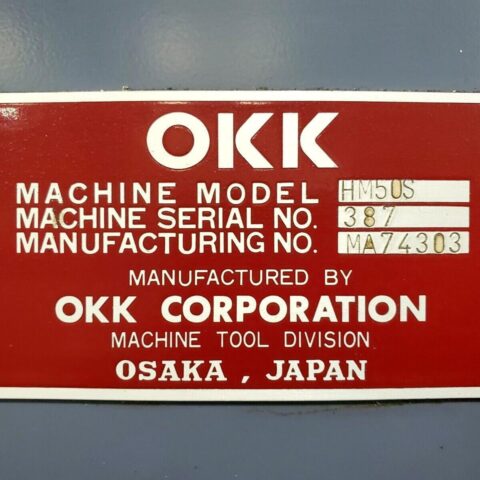 OKK
MACHINE MODEL HM50S
MACHINE SERIAL NO. 387
MANUFACTURING NO. MA74303
MANUFACTURED BY
OKK CORPORATION
MACHINE TOOL DIVISION
OSAKA , JAPAN